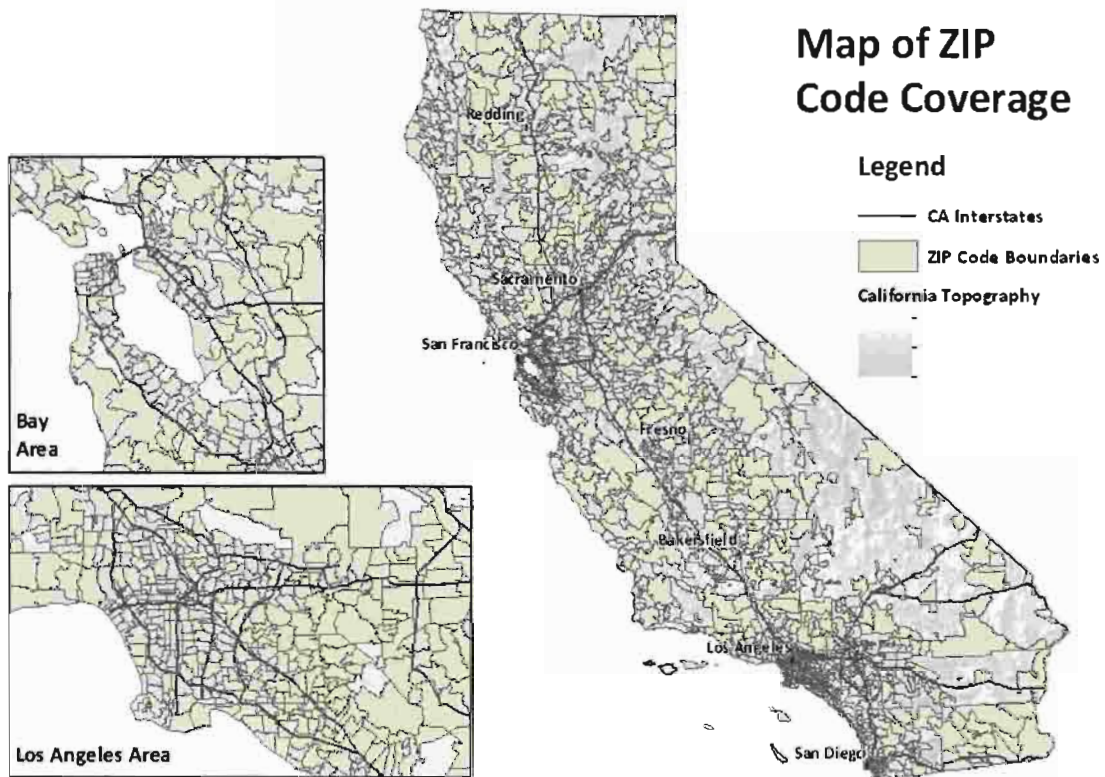 Map of ZIP
Code Coverage
Legend
CA Interstates
ZIP Code Boundaries
California Topography
Redding
Sacramento
San Francisco
Fresno
Bakersfield
Los Angeles
San Diego
Bay
Area
Los Angeles Area